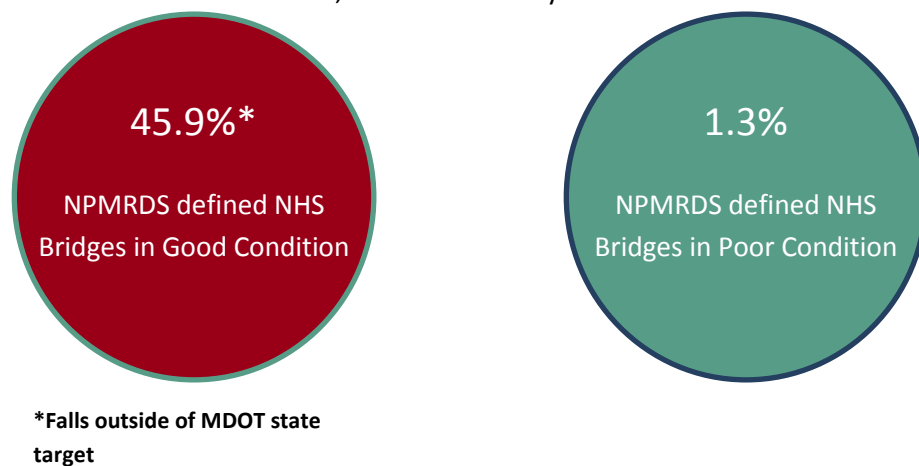 45.9%*
NPMRDS defined NHS
Bridges in Good Condition
1.3%
NPMRDS defined NHS
Bridges in Poor Condition
*Falls outside of MDOT state
target